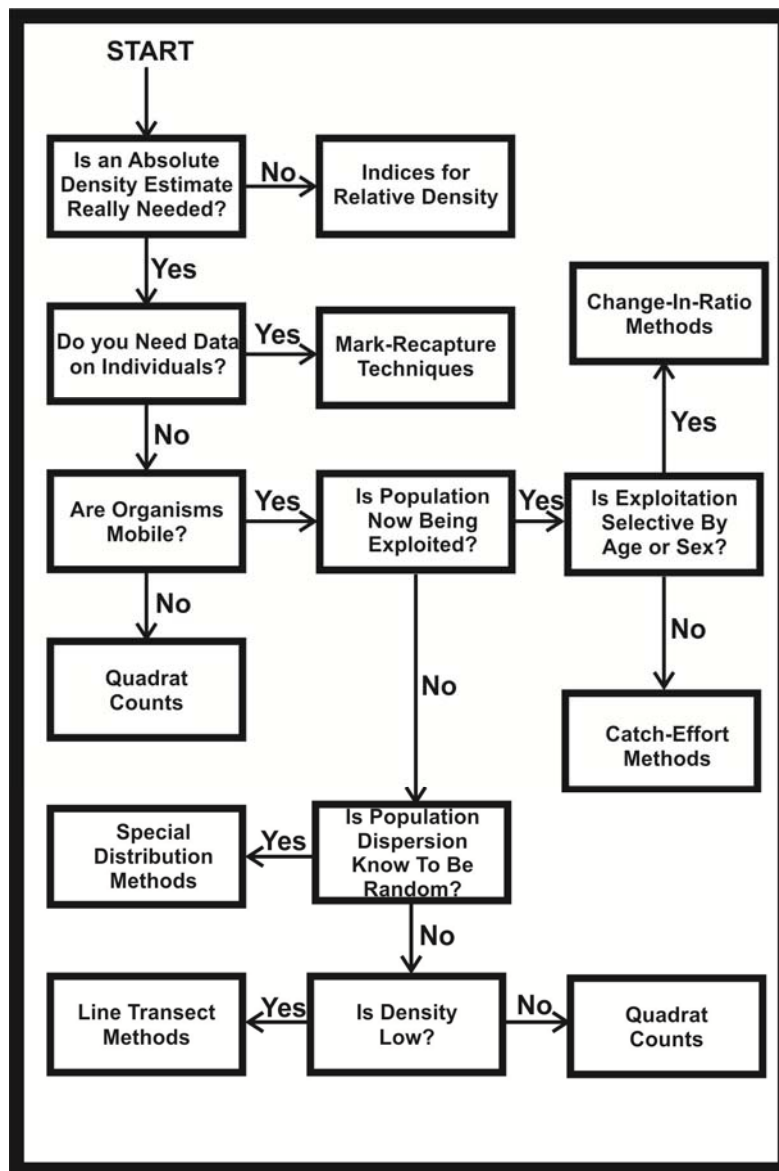 START
Is an Absolute
Density Estimate
Really Needed?
No
Indices for
Relative Density
Yes
Do you Need Data
on Individuals?
Yes
Mark-Recapture
Techniques
Change-In-Ratio
Methods
No
Yes
Are Organisms
Mobile?
Yes
Is Population
Now Being
Exploited?
Yes
Is Exploitation
Selective By
Age or Sex?
No
Quadrat
Counts
No
No
Catch-Effort
Methods
Special
Distribution
Methods
Yes
Is Population
Dispersion
Know To Be
Random?
No
Line Transect
Methods
Yes
Is Density
Low?
No
Quadrat
Counts